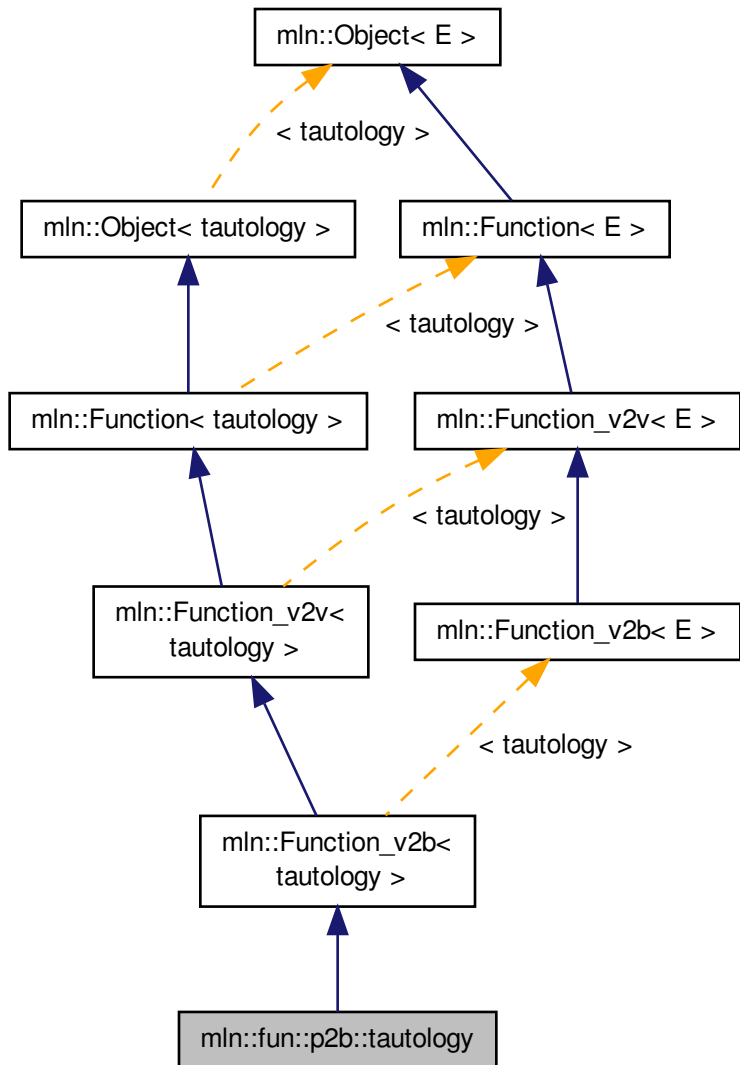 mln::Object< E >
< tautology >
mln::Object< tautology >
mln::Function< E >
< tautology >
mln::Function< tautology >
mln::Function_v2v< E >
< tautology >
mln::Function_v2v<
tautology >
mln::Function_v2b< E >
< tautology >
mln::Function_v2b<
tautology >
mln::fun::p2b::tautology